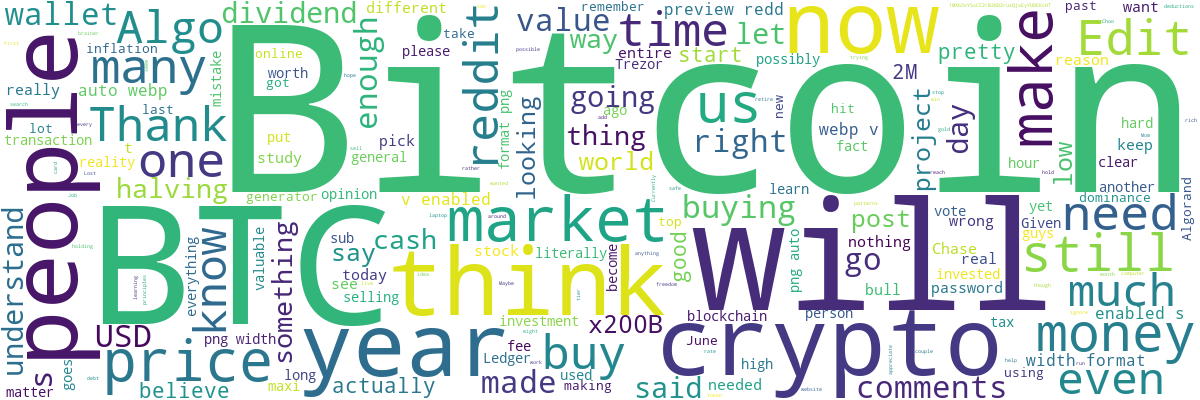 wallet
Algo
dividend
different
take
reddit
preview redd
remember
value
time
please
way
let
now
past
want
Edit
inflation
many
online
enough
entire
start
Trezor
possibly
2M
pretty
reason
really
worth
got
mistake
auto webp
last
lot
transaction
Thank
put
study
pick
general
format png
looking
going
ago
thing
us
right
new
hit
webp v
fact
project
day
low
hard
keep
clear
make
people
t
reality
one
halving
generator
opinion
v enabled
world
learn
hour
another
dominance
Bitcoin
BTC
will
think
market
buying
post
vote
wrong
yet
Given
guys
need
Algorand
understand
everything
know
valuable
something
sub
say
cash
today
see
selling
stock
literally
good
top
png auto
nothing
go
bull
Chase
real
invested
password
still
become
much
enabled s
s
USD
png width
year
price
investment
x200B
blockchain
June
person
tax
crypto
money
goes
matter
believe
maxi
long
actually
buy
fee
Ledger
used
made
making
said
needed
high
comments
using
width format
even